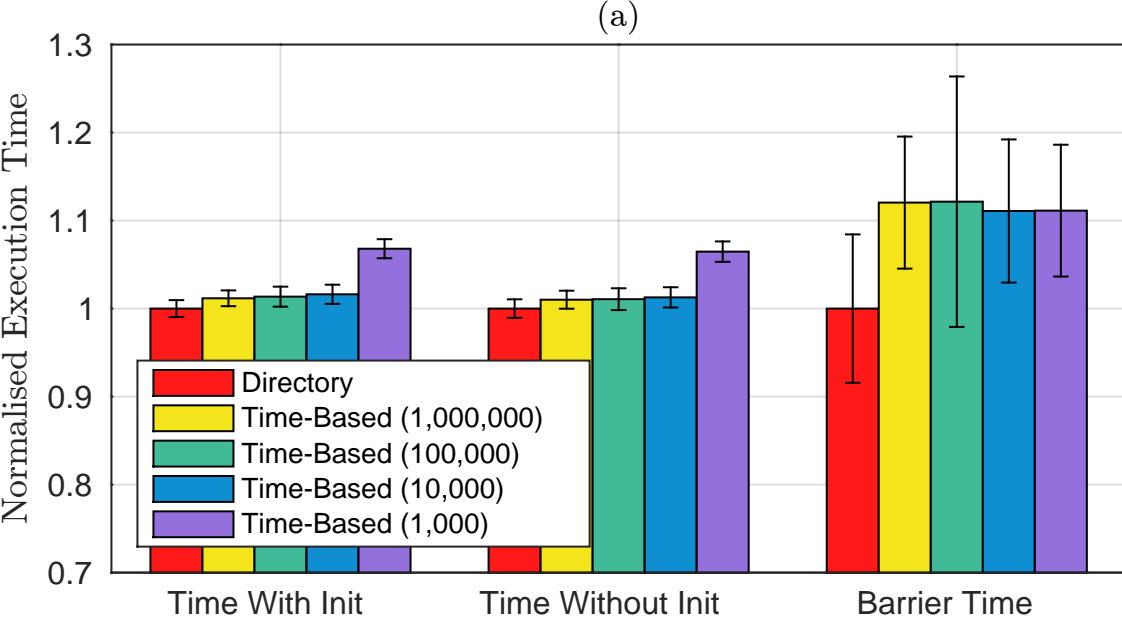 (a)
Normalised Execution Time
1.3
1.2
1.1
1
0.9
0.8
0.7
Directory
Time-Based (1,000,000)
Time-Based (100,000)
Time-Based (10,000)
Time-Based (1,000)
Time With Init
Time Without Init
Barrier Time